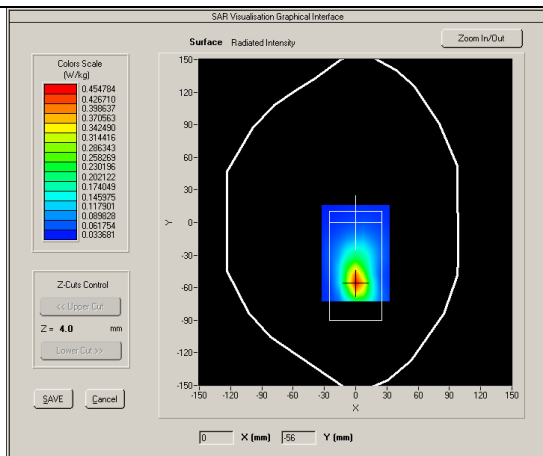 SAR Visualisation Graphical Interface
Surface Radiated Intensity
Zoom In/Out
Colors Scale
(W/kg)
0.454784
0.426710
0.398637
0.370563
0.342490
0.314416
0.286343
0.258269
0.230196
0.202122
0.174049
0.145975
0.117901
0.089828
0.061754
0.033681
Z-Cuts Control
<< Upper Cut
Z = 4.0 mm
Lower Cut >>
SAVE Cancel
150-
120-
90-
60-
30-
Y
0-
-30-
-60-
-90-
-120-
-150-
-150 -120 -90 -60 -30 0 30 60 90 120 150
X
0 X (mm) -56 Y (mm)